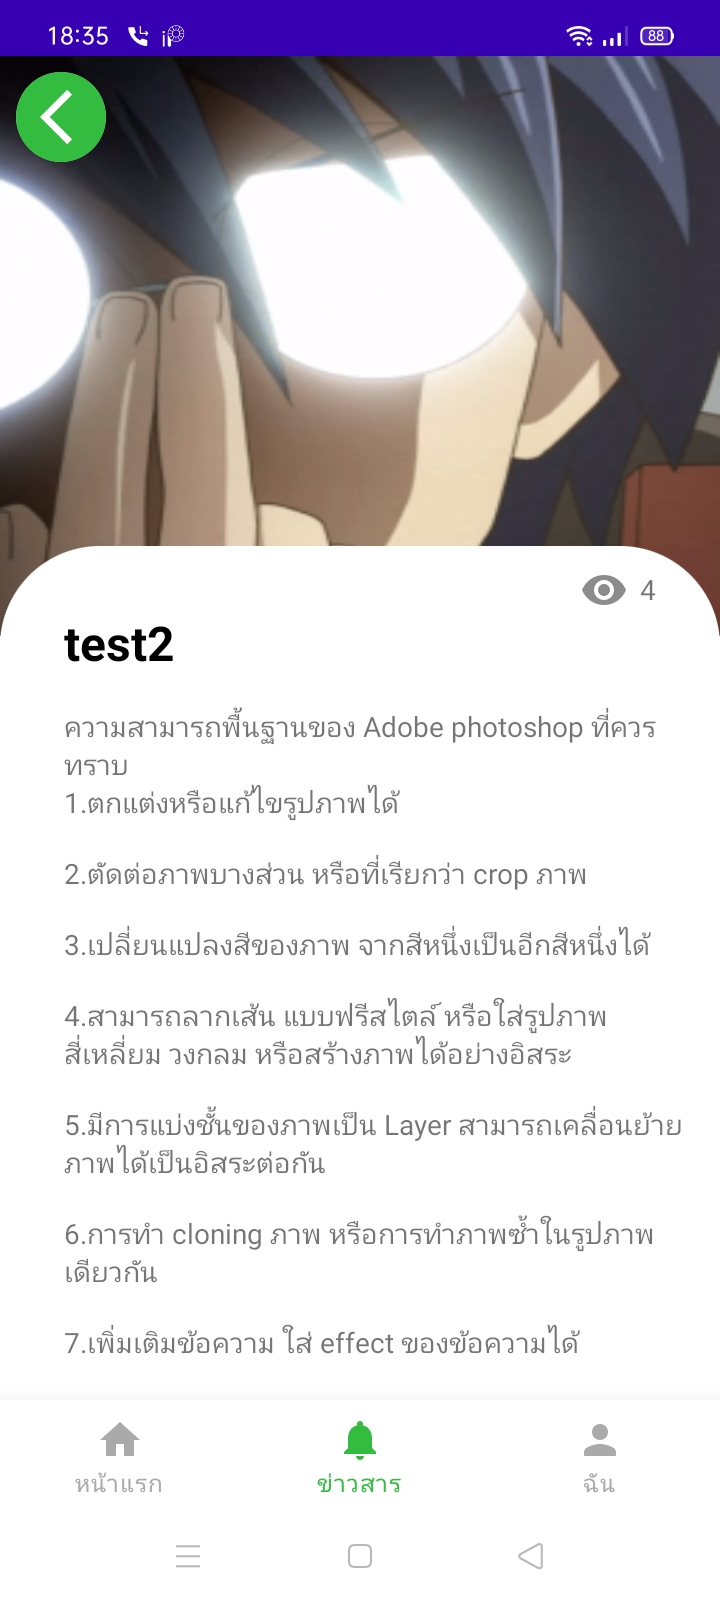 18:35
88
4
test2
ความสามารถพื้นฐานของ Adobe photoshop ที่ควร
ทราบ
1.ตกแต่งหรือแก้ไขรูปภาพได้
2.ตัดต่อภาพบางส่วน หรือที่เรียกว่า crop ภาพ
3.เปลี่ยนแปลงสีของภาพ จากสีหนึ่งเป็นอีกสีหนึ่งได้
4.สามารถลากเส้น แบบฟรีสไตล์ หรือใส่รูปภาพ
สี่เหลี่ยม วงกลม หรือสร้างภาพได้อย่างอิสระ
5.มีการแบ่งชั้นของภาพเป็น Layer สามารถเคลื่อนย้าย
ภาพได้เป็นอิสระต่อกัน
6.การทำ cloning ภาพ หรือการทำภาพซ้ำในรูปภาพ
เดียวกัน
7.เพิ่มเติมข้อความ ใส่ effect ของข้อความได้
หน้าแรก
ข่าวสาร
ฉัน